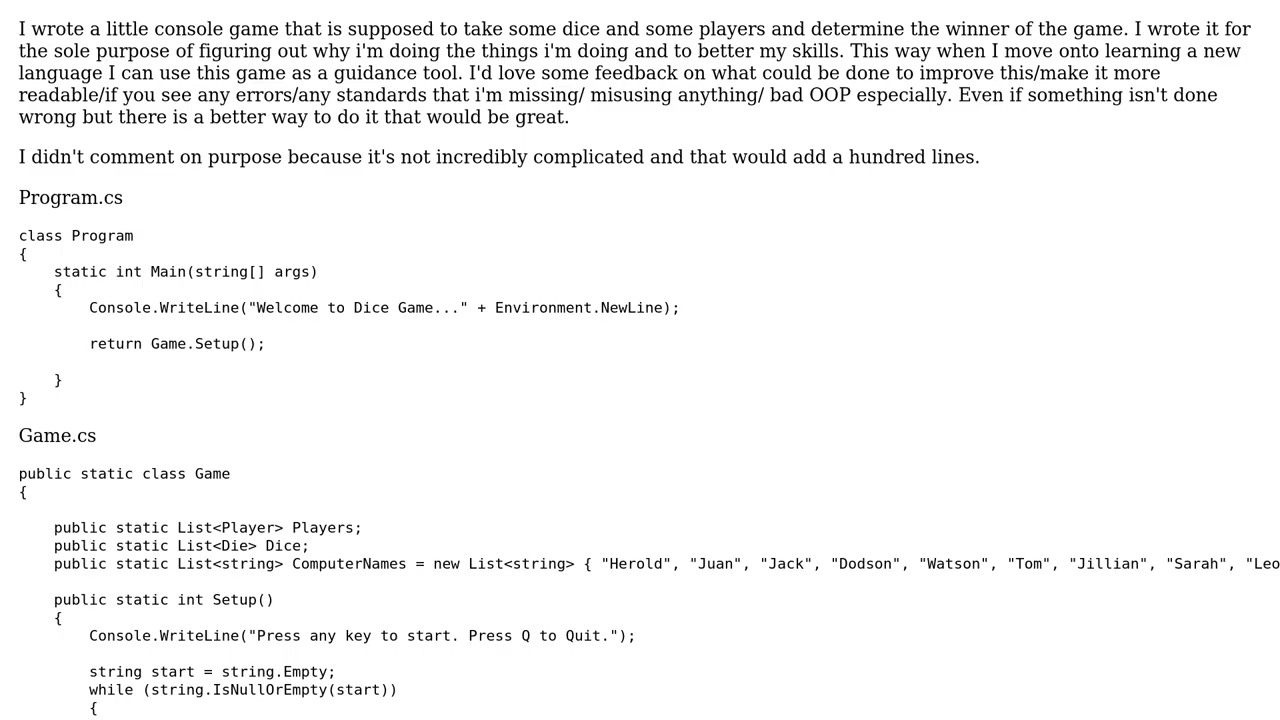 I wrote a little console game that is supposed to take some dice and some players and determine the winner of the game. I wrote it for
the sole purpose of figuring out why i'm doing the things i'm doing and to better my skills. This way when I move onto learning a new
language I can use this game as a guidance tool. I'd love some feedback on what could be done to improve this/make it more
readable/if you see any errors/any standards that i'm missing/ misusing anything/ bad OOP especially. Even if something isn't done
wrong but there is a better way to do it that would be great.
I didn't comment on purpose because it's not incredibly complicated and that would add a hundred lines.
Program.cs
class Program
{
    static int Main(string[] args)
    {
        Console.WriteLine("Welcome to Dice Game..." + Environment.NewLine);
        return Game.Setup();
    }
}
Game.cs
public static class Game
{
    public static List<Player> Players;
    public static List<Die> Dice;
    public static List<string> ComputerNames = new List<string> { "Herold", "Juan", "Jack", "Dodson", "Watson", "Tom", "Jillian", "Sarah", "Leo
    public static int Setup()
    {
        Console.WriteLine("Press any key to start. Press Q to Quit.");
        string start = string.Empty;
        while (string.IsNullOrEmpty(start))
        {